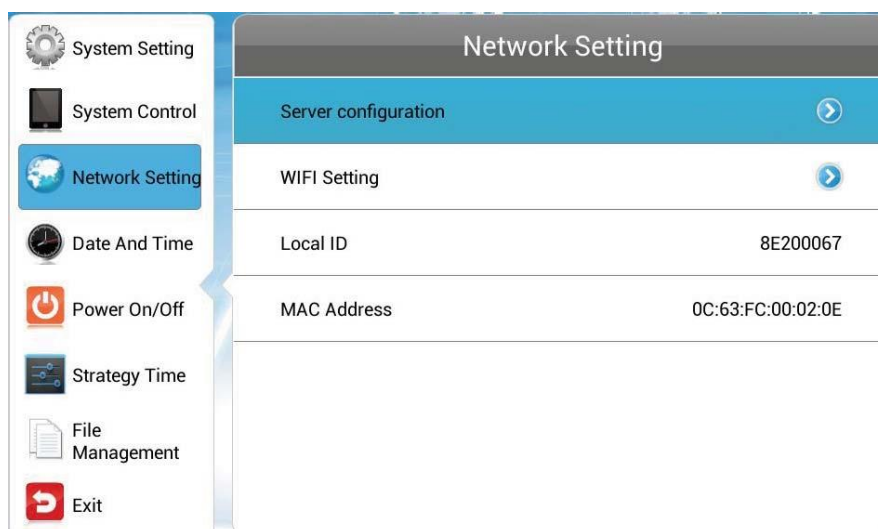 System Setting
System Control
Network Setting
Date And Time
Power On/Off
Strategy Time
File
Management
Exit
Network Setting
Server configuration
WIFI Setting
Local ID 8E200067
MAC Address 0C:63:FC:00:02:0E